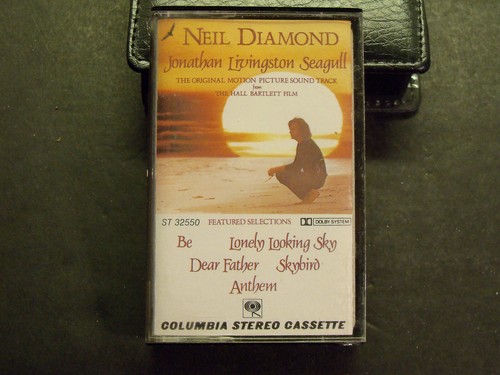 NEIL DIAMOND
Jonathan Livingston Seagull
THE ORIGINAL MOTION PICTURE SOUND TRACK
from
THE HALL BARTLETT FILM
ST 32550 FEATURED SELECTIONS DOLBY SYSTEM
Be Lonely Looking Sky
Dear Father Skybird
Anthem
COLUMBIA STEREO CASSETTE